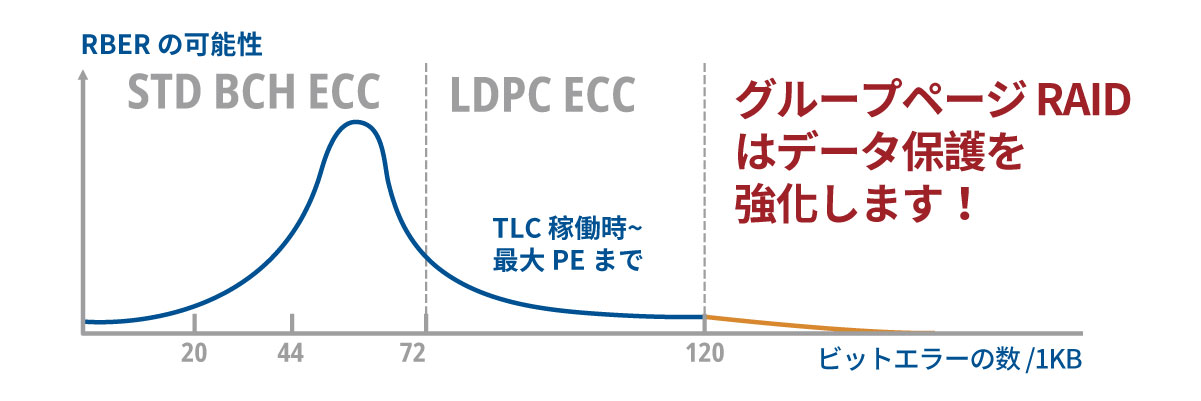 RBER の可能性
STD BCH ECC
LDPC ECC
グループページ RAID
はデータ保護を
強化します！
TLC 稼働時~
最大 PE まで
20
44
72
120
ビットエラーの数 /1KB